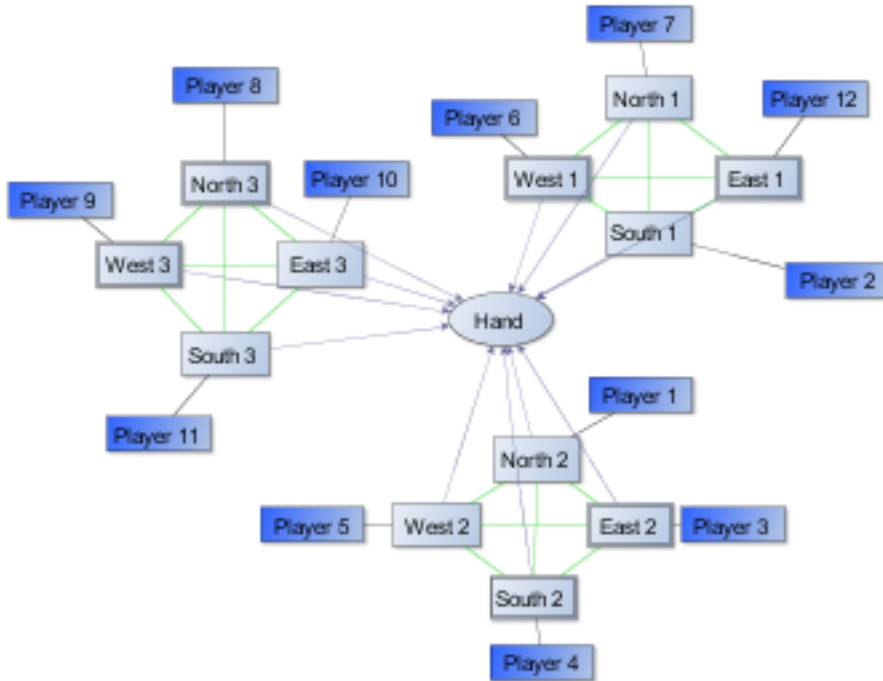 Player 7
Player 8
Player 12
North 1
Player 6
Player 10
North 3
West 1
East 1
Player 9
South 1
West 3
East 3
Player 2
Hand
South 3
Player 1
Player 11
North 2
Player 5
West 2
East 2
Player 3
South 2
Player 4